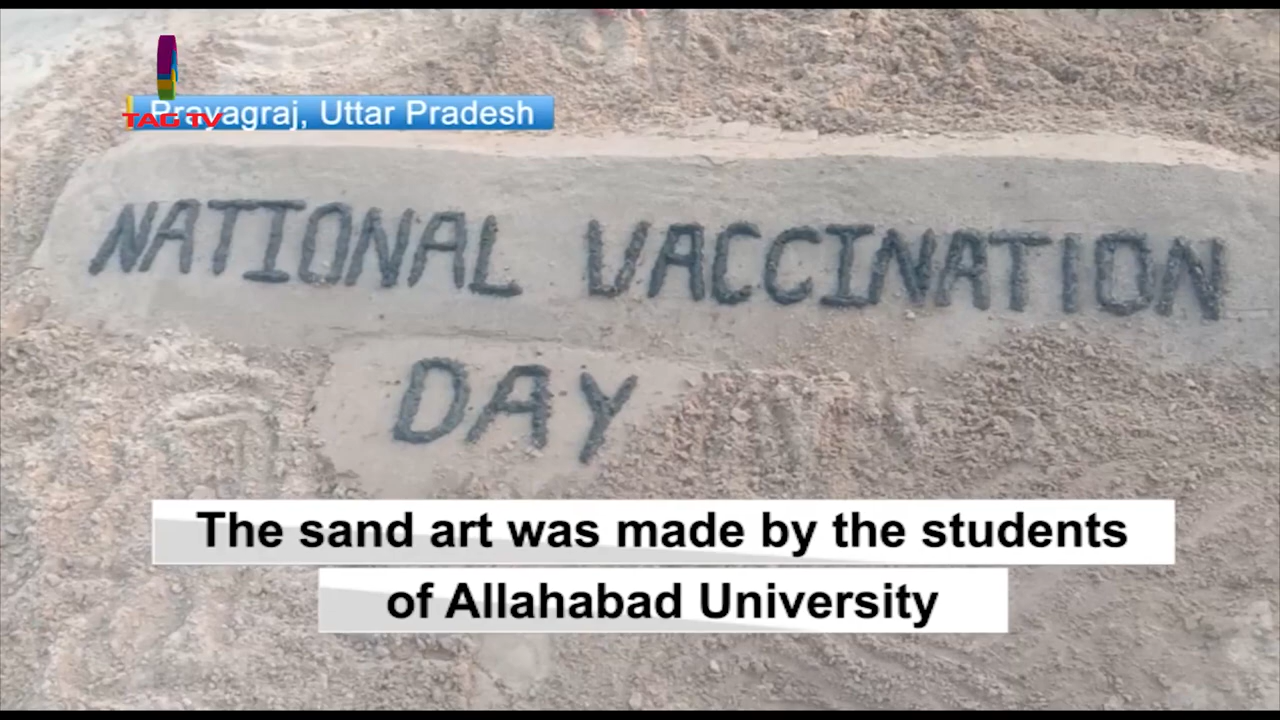 Prayagraj, Uttar Pradesh
TAG TV
NATIONAL VACCINATION
DAY
The sand art was made by the students
of Allahabad University